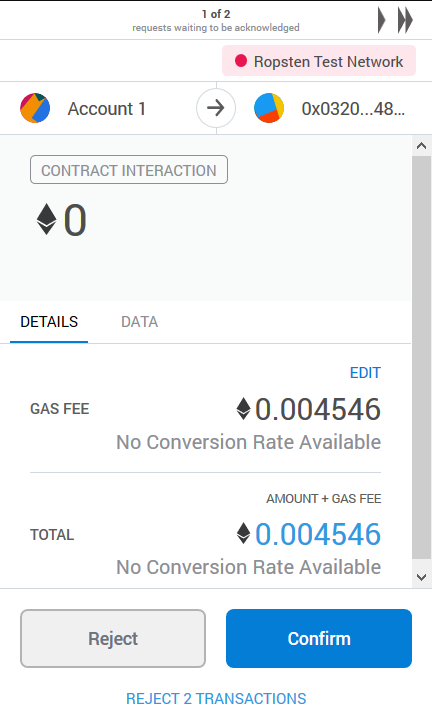 1 of 2
requests waiting to be acknowledged
Ropsten Test Network
Account 1
0x0320...48...
CONTRACT INTERACTION
0
DETAILS
DATA
EDIT
GAS FEE
0.004546
No Conversion Rate Available
AMOUNT + GAS FEE
TOTAL
0.004546
No Conversion Rate Available
Reject
Confirm
REJECT 2 TRANSACTIONS